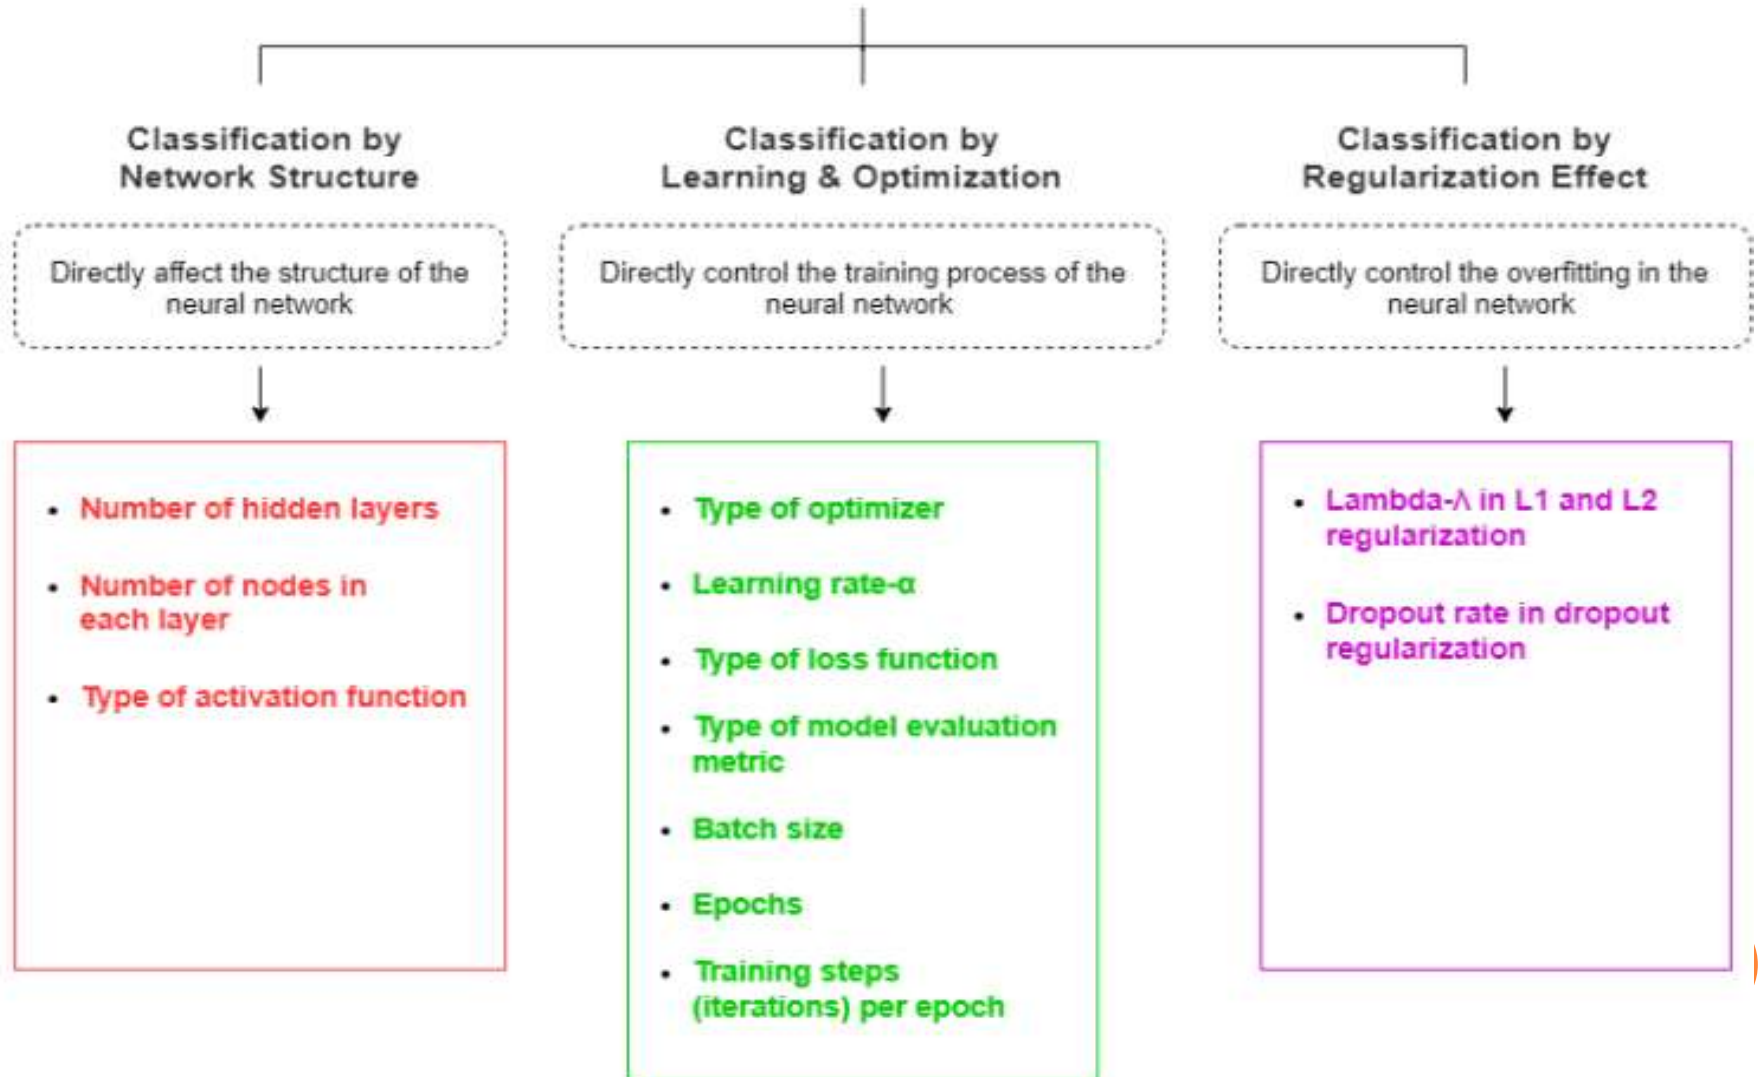 Classification by
Network Structure
Directly affect the structure of the
neural network
• Number of hidden layers
• Number of nodes in
each layer
• Type of activation function
Classification by
Learning & Optimization
Directly control the training process of the
neural network
• Type of optimizer
• Learning rate-α
• Type of loss function
• Type of model evaluation
metric
• Batch size
• Epochs
• Training steps
(iterations) per epoch
Classification by
Regularization Effect
Directly control the overfitting in the
neural network
• Lambda-Λ in L1 and L2
regularization
• Dropout rate in dropout
regularization